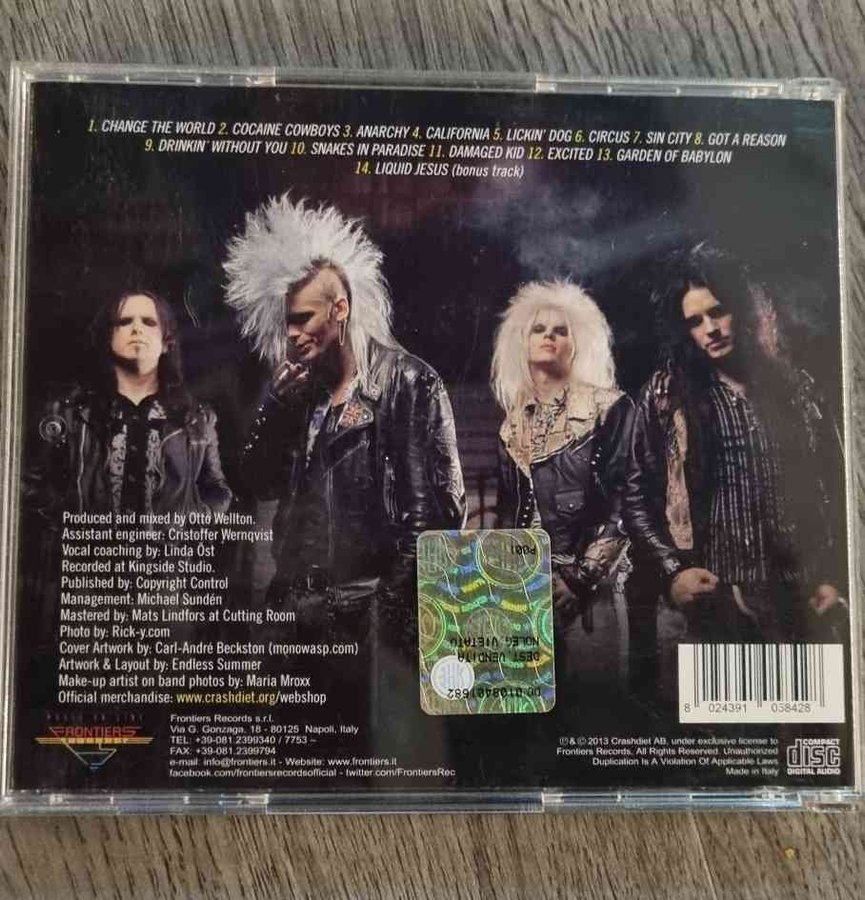 1. CHANGE THE WORLD 2. COCAINE COWBOYS 3. ANARCHY 4. CALIFORNIA 5. LICKIN' DOG 6. CIRCUS 7. SIN CITY 8. GOT A REASON
9. DRINKIN' WITHOUT YOU 10. SNAKES IN PARADISE 11. DAMAGED KID 12. EXCITED 13. GARDEN OF BABYLON
14. LIQUID JESUS (bonus track)
Produced and mixed by Otto Wellton.
Assistant engineer: Cristoffer Wernqvist
Vocal coaching by: Linda Öst
Recorded at Kingside Studio.
Published by: Copyright Control
Management: Michael Sundén
Mastered by: Mats Lindfors at Cutting Room
Photo by: Rick-y.com
Cover Artwork by: Carl-André Beckston (monowasp.com)
Artwork & Layout by: Endless Summer
Make-up artist on band photos by: Maria Mroxx
Official merchandise: www.crashdiet.org/webshop
P001
NOLEG.VIETATO
DEST.VENDITA
FRONTIERS
Frontiers Records s.r.l.
Via G. Gonzaga, 18 - 80125 Napoli, Italy
TEL: +39-081.2399340 / 7753 ~
FAX: +39-081.2399794
e-mail: info@frontiers.it - Website: www.frontiers.it
facebook.com/frontiersrecordsofficial - twitter.com/FrontiersRec
8 024391 058428
℗ & © 2013 Crashdiet AB, under exclusive license to
Frontiers Records. All Rights Reserved. Unauthorized
Duplication Is A Violation Of Applicable Laws
Made in Italy
COMPACT
disc
DIGITAL AUDIO